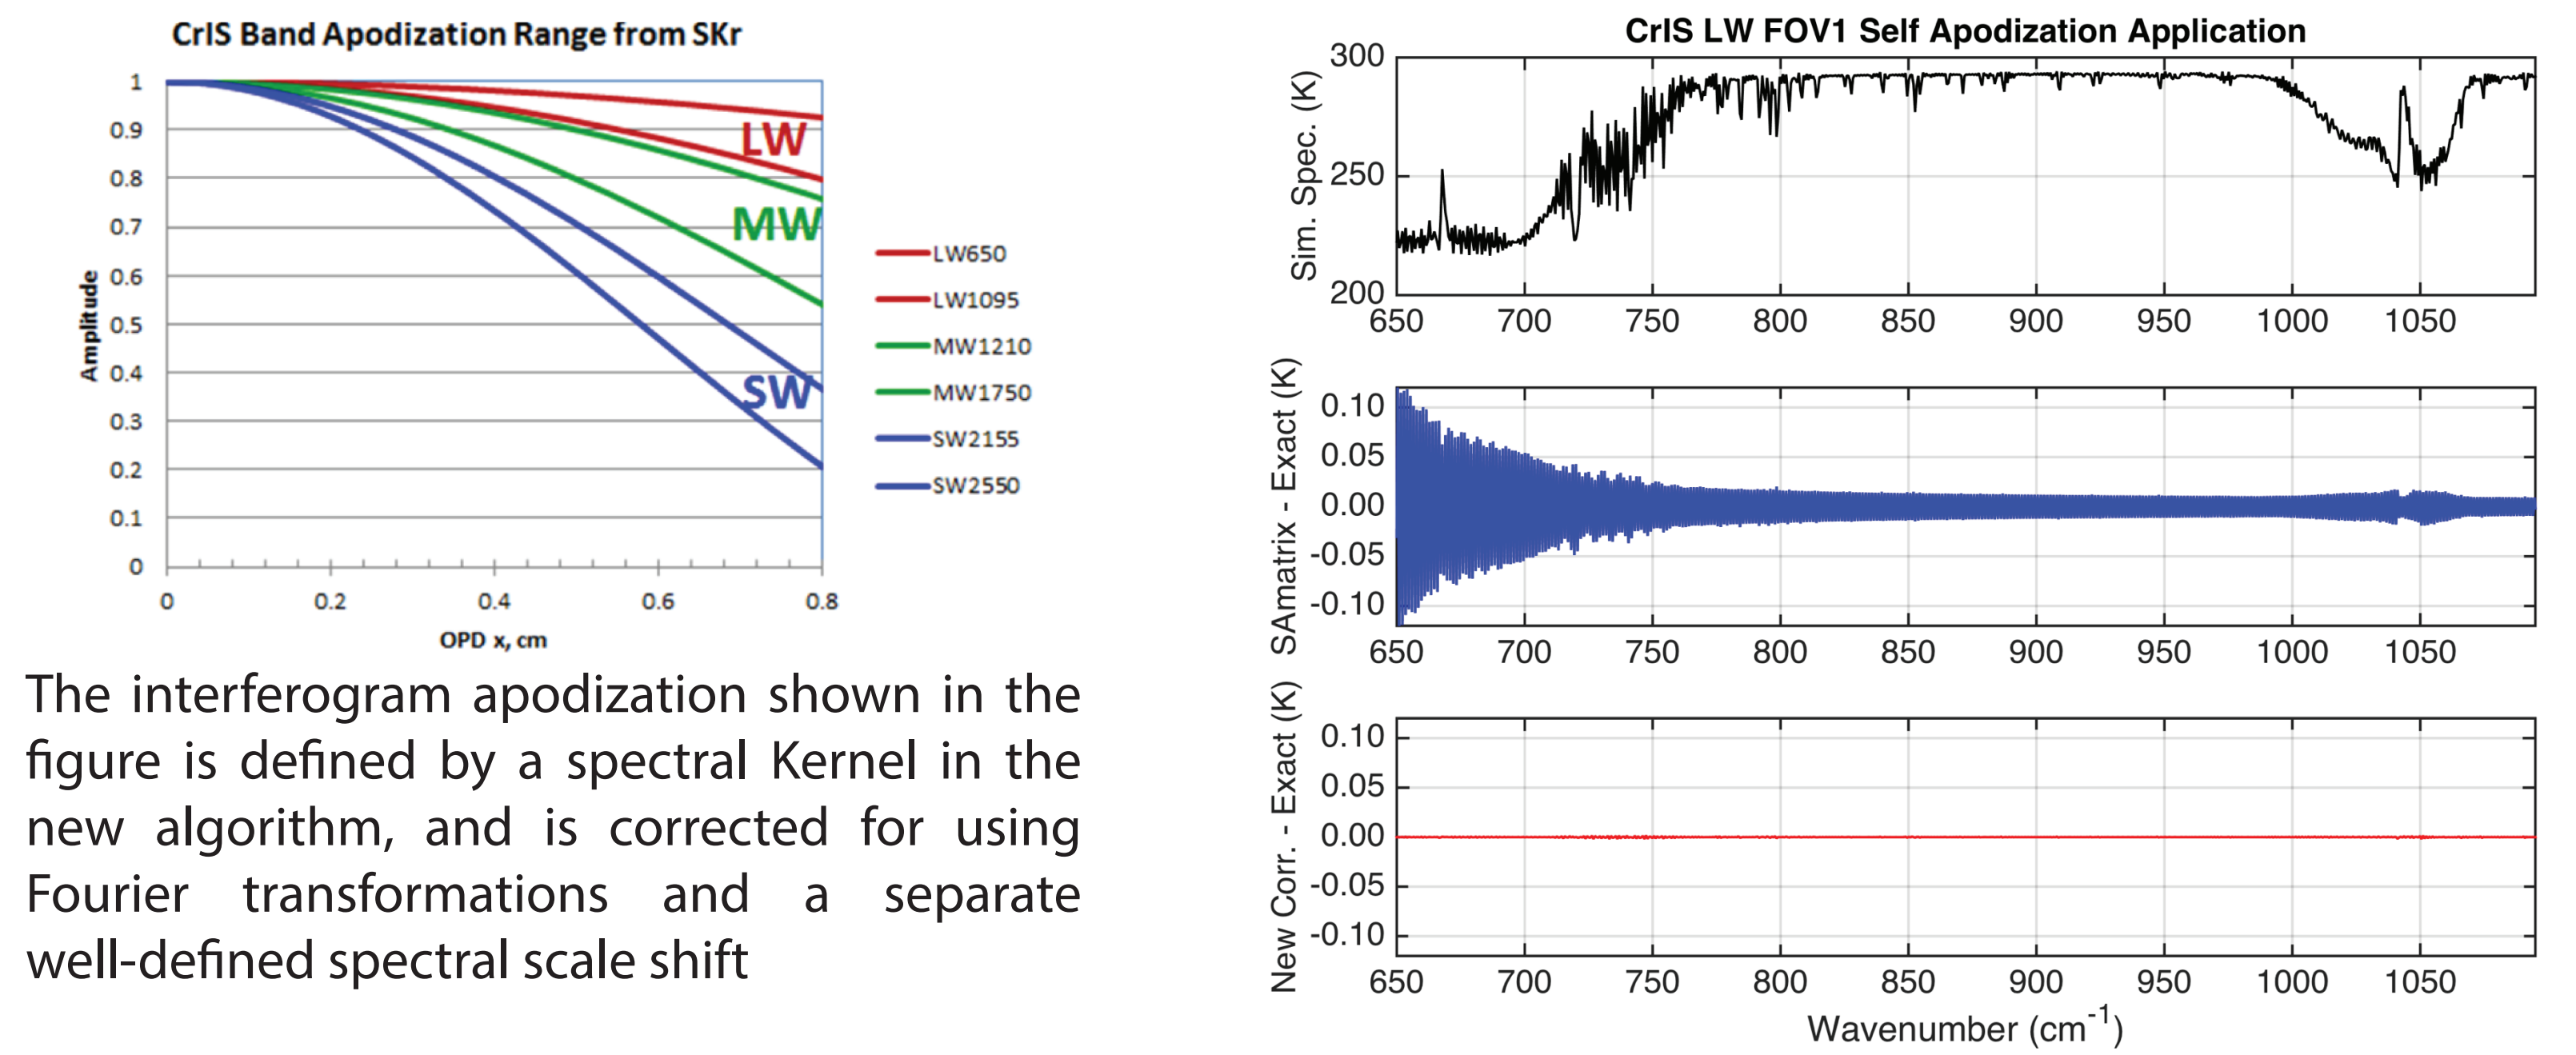 CrIS Band Apodization Range from SKr
1
0.9
0.8
0.7
0.6
0.5
0.4
0.3
0.2
0.1
0
Amplitude
LW
MW
SW
0 0.2 0.4 0.6 0.8
OPD x, cm
LW650
LW1095
MW1210
MW1750
SW2155
SW2550
The interferogram apodization shown in the
figure is defined by a spectral Kernel in the
new algorithm, and is corrected for using
Fourier transformations and a separate
well-defined spectral scale shift
CrIS LW FOV1 Self Apodization Application
Sim. Spec. (K)
300
250
200
650 700 750 800 850 900 950 1000 1050
SAmatrix - Exact (K)
0.10
0.05
0.00
-0.05
-0.10
650 700 750 800 850 900 950 1000 1050
New Corr. - Exact (K)
0.10
0.05
0.00
-0.05
-0.10
650 700 750 800 850 900 950 1000 1050
Wavenumber (cm-1)